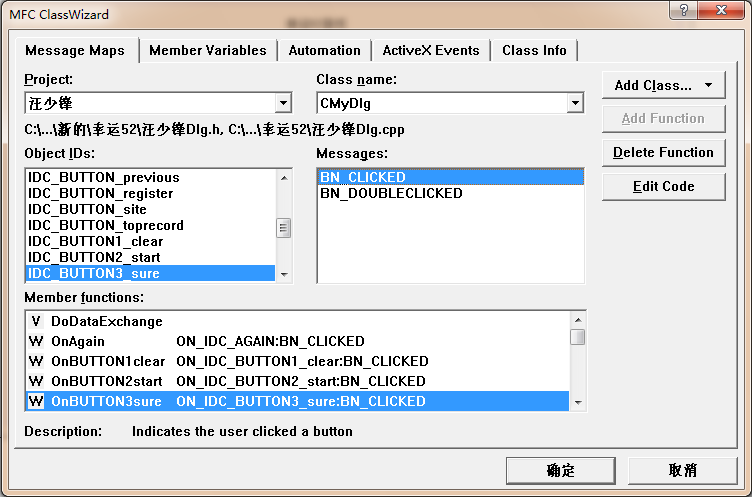 MFC ClassWizard
Message Maps Member Variables Automation ActiveX Events Class Info
Project: Class name:
汪少锋 CMyDlg
Add Class...
C:\...\新的\幸运52\汪少锋Dlg.h, C:\...\幸运52\汪少锋Dlg.cpp
Add Function
Object IDs: Messages:
Delete Function
IDC_BUTTON_previous BN_CLICKED
IDC_BUTTON_register BN_DOUBLECLICKED
Edit Code
IDC_BUTTON_site
IDC_BUTTON_toprecord
IDC_BUTTON1_clear
IDC_BUTTON2_start
IDC_BUTTON3_sure
Member functions:
V DoDataExchange
W OnAgain ON_IDC_AGAIN:BN_CLICKED
W OnBUTTON1clear ON_IDC_BUTTON1_clear:BN_CLICKED
W OnBUTTON2start ON_IDC_BUTTON2_start:BN_CLICKED
W OnBUTTON3sure ON_IDC_BUTTON3_sure:BN_CLICKED
Description: Indicates the user clicked a button
确定 取消